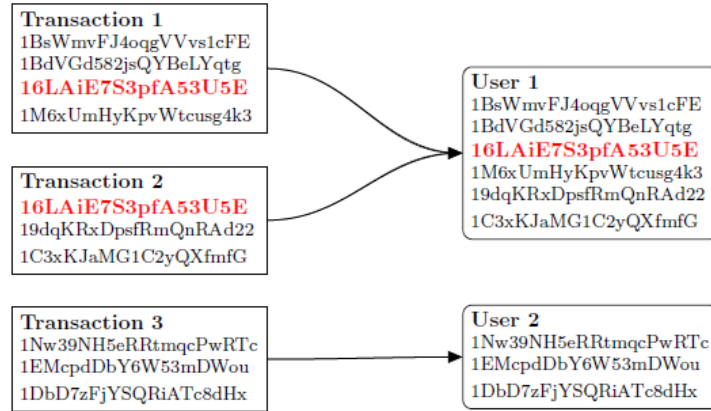 Transaction 1
1BsWmvFJ4oqgVVvs1cFE
1BdVGd582jsQYBeLYqtg
16LAiE7S3pfA53U5E
1M6xUmHyKpvWtcusg4k3
Transaction 2
16LAiE7S3pfA53U5E
19dqKRxDpsfRmQnRAd22
1C3xKJaMG1C2yQXfmfG
Transaction 3
1Nw39NH5eRRtmqcPwRTc
1EMcpdDbY6W53mDWou
1DbD7zFjYSQRiATc8dHx
User 1
1BsWmvFJ4oqgVVvs1cFE
1BdVGd582jsQYBeLYqtg
16LAiE7S3pfA53U5E
1M6xUmHyKpvWtcusg4k3
19dqKRxDpsfRmQnRAd22
1C3xKJaMG1C2yQXfmfG
User 2
1Nw39NH5eRRtmqcPwRTc
1EMcpdDbY6W53mDWou
1DbD7zFjYSQRiATc8dHx